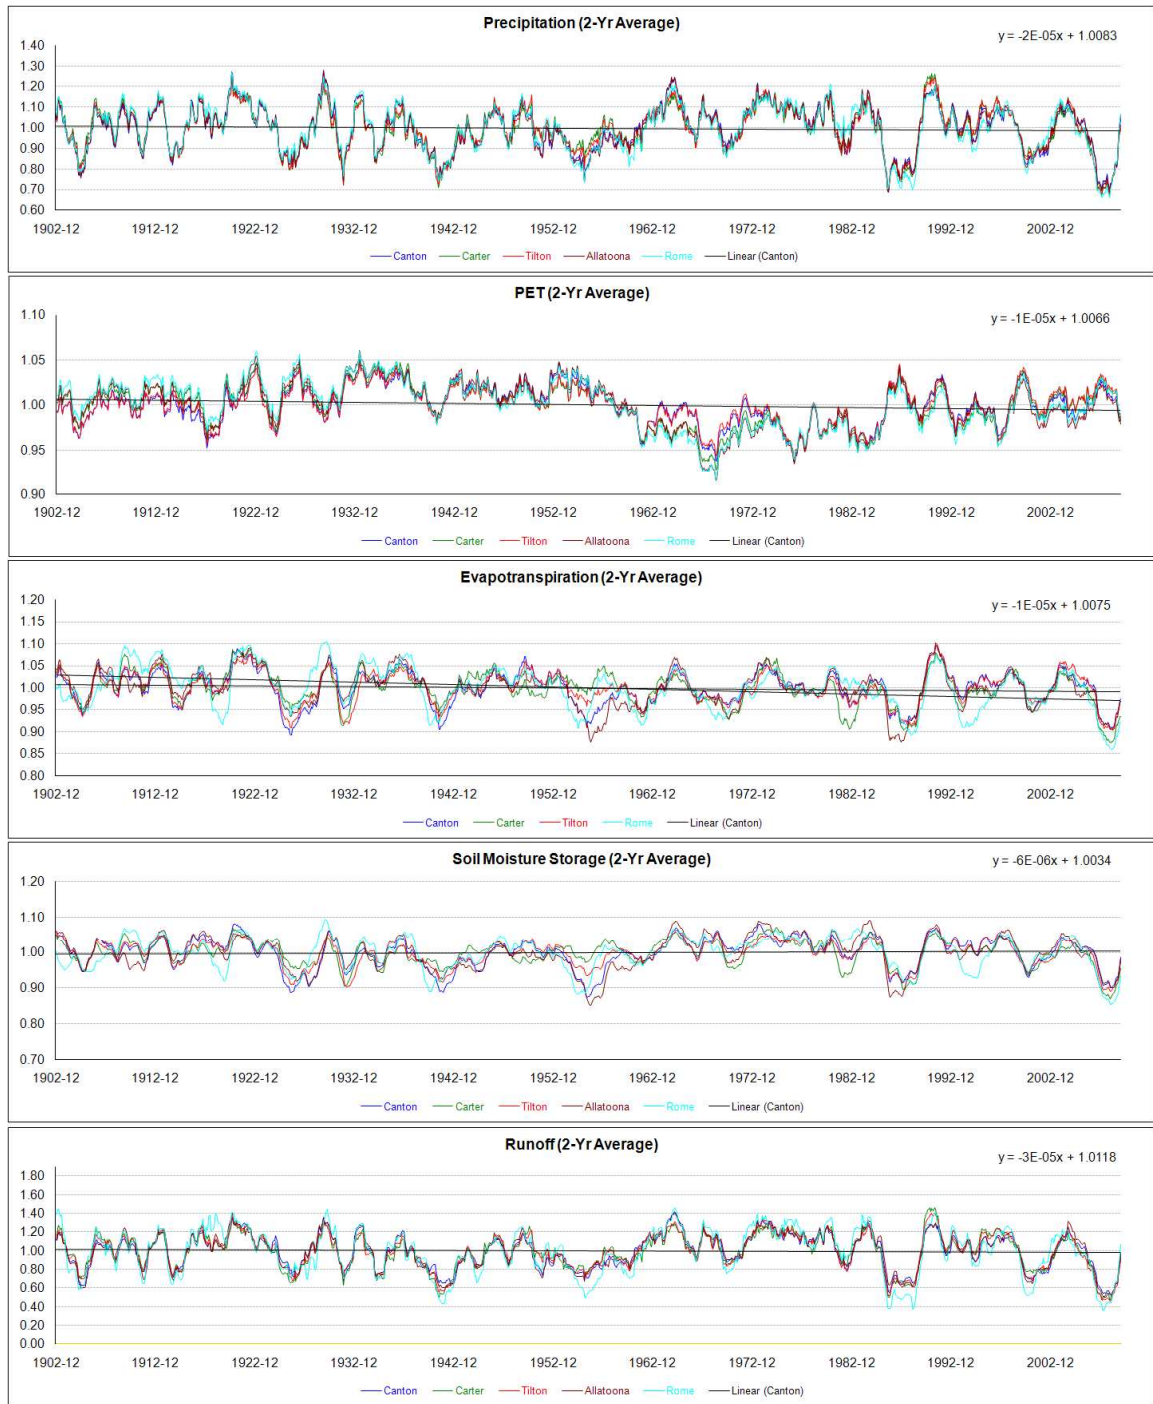 Precipitation (2-Yr Average)
y = -2E-05x + 1.0083
1.40
1.30
1.20
1.10
1.00
0.90
0.80
0.70
0.60
1902-12 1912-12 1922-12 1932-12 1942-12 1952-12 1962-12 1972-12 1982-12 1992-12 2002-12
Canton Carter Tilton Allatoona Rome Linear (Canton)
PET (2-Yr Average)
y = -1E-05x + 1.0066
1.10
1.05
1.00
0.95
0.90
1902-12 1912-12 1922-12 1932-12 1942-12 1952-12 1962-12 1972-12 1982-12 1992-12 2002-12
Canton Carter Tilton Allatoona Rome Linear (Canton)
Evapotranspiration (2-Yr Average)
y = -1E-05x + 1.0075
1.20
1.15
1.10
1.05
1.00
0.95
0.90
0.85
0.80
1902-12 1912-12 1922-12 1932-12 1942-12 1952-12 1962-12 1972-12 1982-12 1992-12 2002-12
Canton Carter Tilton Rome Linear (Canton)
Soil Moisture Storage (2-Yr Average)
y = -6E-06x + 1.0034
1.20
1.10
1.00
0.90
0.80
0.70
1902-12 1912-12 1922-12 1932-12 1942-12 1952-12 1962-12 1972-12 1982-12 1992-12 2002-12
Canton Carter Tilton Allatoona Rome Linear (Canton)
Runoff (2-Yr Average)
y = -3E-05x + 1.0118
1.80
1.60
1.40
1.20
1.00
0.80
0.60
0.40
0.20
0.00
1902-12 1912-12 1922-12 1932-12 1942-12 1952-12 1962-12 1972-12 1982-12 1992-12 2002-12
Canton Carter Tilton Allatoona Rome Linear (Canton)